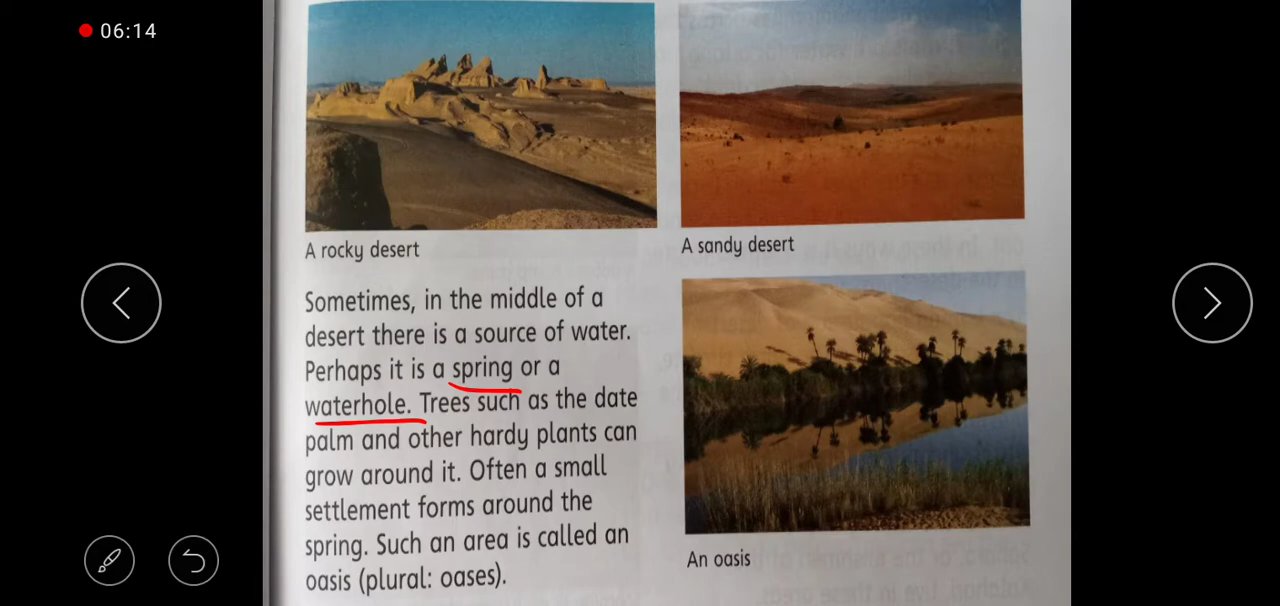 06:14
A rocky desert
A sandy desert
Sometimes, in the middle of a
desert there is a source of water.
Perhaps it is a spring or a
waterhole. Trees such as the date
palm and other hardy plants can
grow around it. Often a small
settlement forms around the
spring. Such an area is called an
oasis (plural: oases).
An oasis